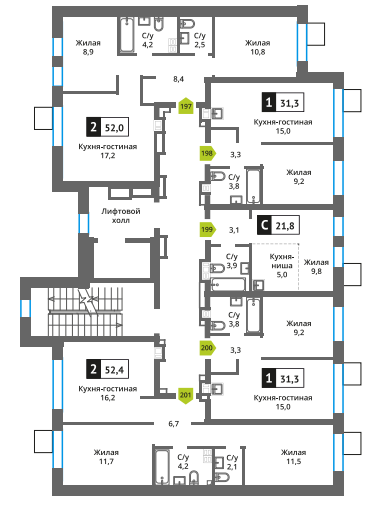 Жилая
8,9
С/у
4,2
С/у
2,5
Жилая
10,8
8,4
197
2 52,0
Кухня-гостиная
17,2
1 31,3
Кухня-гостиная
15,0
198
3,3
С/у
3,8
Жилая
9,2
Лифтовой
холл
199
3,1
С 21,8
С/у
3,9
Кухня-
ниша
5,0
Жилая
9,8
С/у
3,8
Жилая
9,2
200
3,3
2 52,4
Кухня-гостиная
16,2
1 31,3
Кухня-гостиная
15,0
201
6,7
Жилая
11,7
С/у
4,2
С/у
2,1
Жилая
11,5